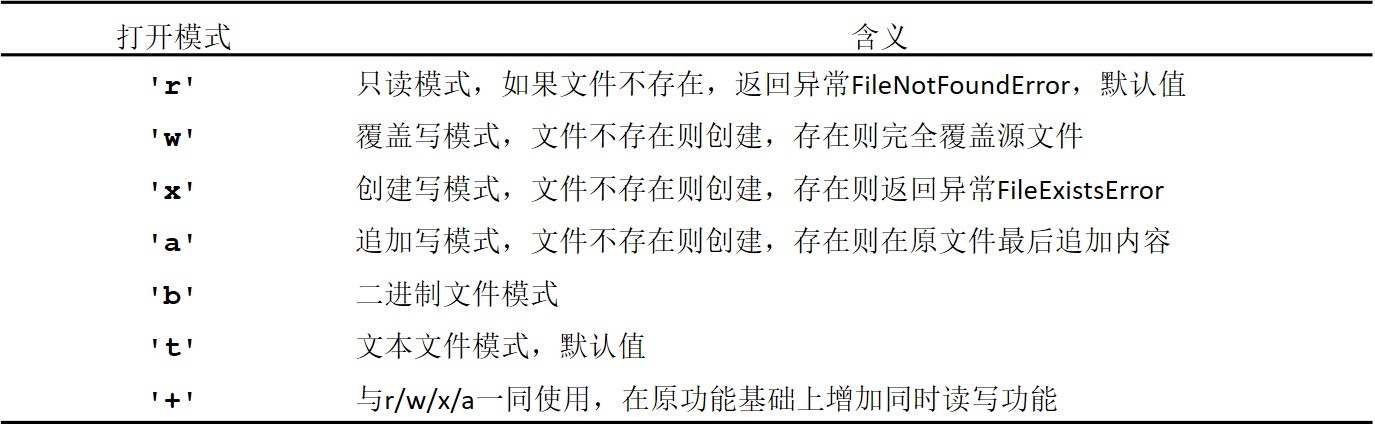 打开模式 含义
'r' 只读模式，如果文件不存在，返回异常FileNotFoundError，默认值
'w' 覆盖写模式，文件不存在则创建，存在则完全覆盖源文件
'x' 创建写模式，文件不存在则创建，存在则返回异常FileExistsError
'a' 追加写模式，文件不存在则创建，存在则在原文件最后追加内容
'b' 二进制文件模式
't' 文本文件模式，默认值
'+' 与r/w/x/a一同使用，在原功能基础上增加同时读写功能